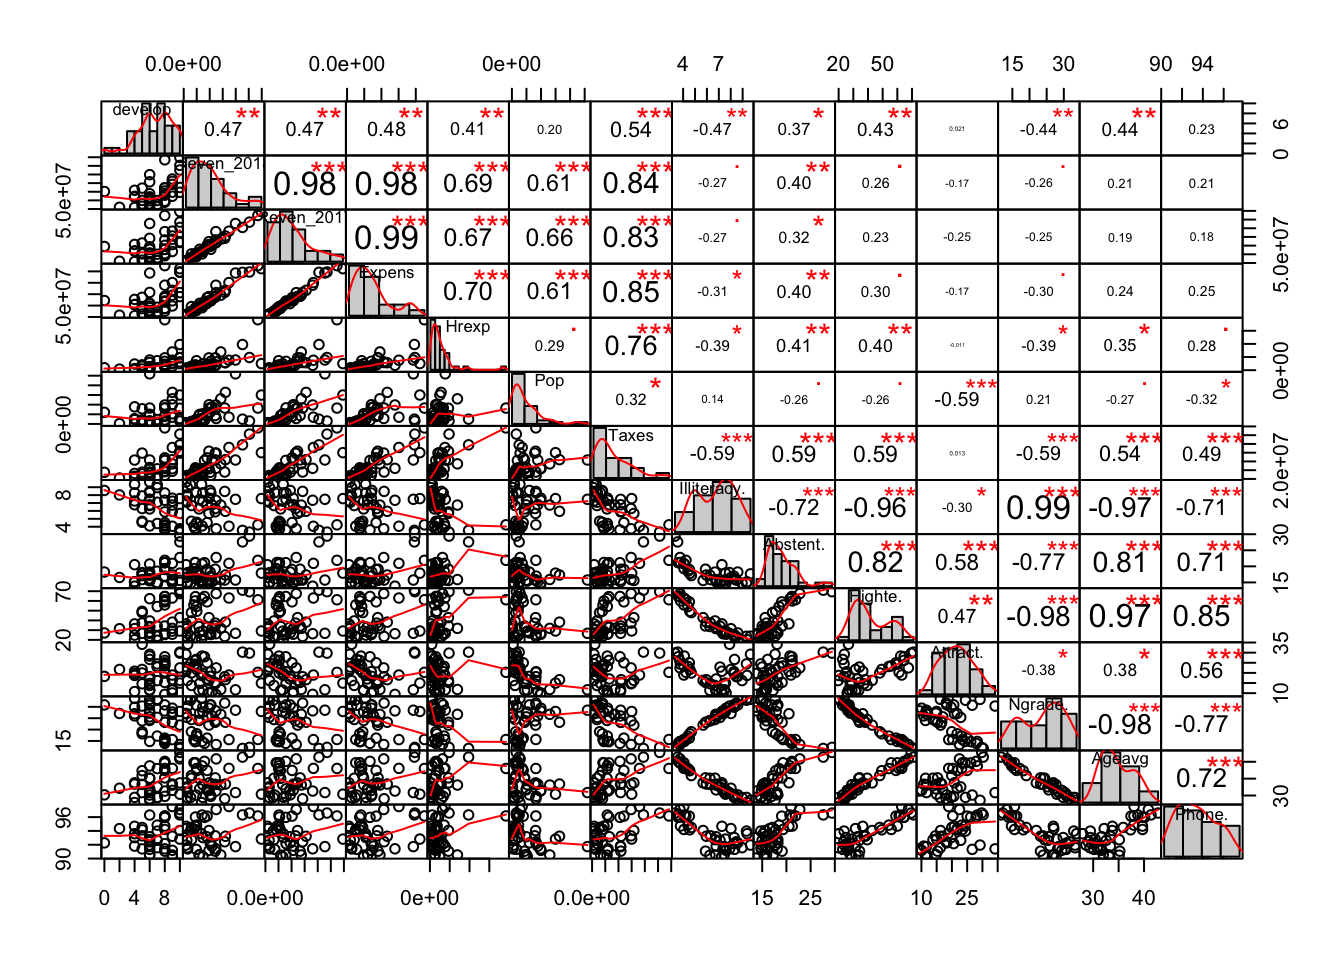 0.0e+00 0.0e+00 0e+00 4 7 20 50 15 30 90 94
develop 0.47 ** 0.47 ** 0.48 ** 0.41 ** 0.20 0.54 *** -0.47 ** 0.37 * 0.43 ** 0.021 -0.44 ** 0.44 ** 0.23 0 6
5.0e+07 0.98 *** 0.98 *** 0.69 *** 0.61 *** 0.84 *** -0.27 . 0.40 ** 0.26 . -0.17 -0.26 . 0.21 0.21
0.99 *** 0.67 *** 0.66 *** 0.83 *** -0.27 . 0.32 * 0.23 -0.25 -0.25 0.19 0.18 5.0e+07
5.0e+07 Expens 0.70 *** 0.61 *** 0.85 *** -0.31 * 0.40 ** 0.30 . -0.17 -0.30 . 0.24 0.25
Hrexp 0.29 . 0.76 *** -0.39 * 0.41 ** 0.40 ** -0.011 -0.39 * 0.35 * 0.28 . 0e+00
0e+00 Pop 0.32 * 0.14 -0.26 . -0.26 . -0.59 *** 0.21 -0.27 . -0.32 *
Taxes -0.59 *** 0.59 *** 0.59 *** 0.013 -0.59 *** 0.54 *** 0.49 *** 2.0e+07
4 8 Illiteracy. -0.72 *** -0.96 *** -0.30 * 0.99 *** -0.97 *** -0.71 ***
Abstent. 0.82 *** 0.58 *** -0.77 *** 0.81 *** 0.71 *** 15 30
20 70 0.47 ** -0.98 *** 0.97 *** 0.85 ***
Attract. -0.38 * 0.38 * 0.56 *** 10 35
15 Ngrade. -0.98 *** -0.77 ***
Ageavg 0.72 *** 30
90 96 Phone.
0 4 8 0.0e+00 0e+00 0.0e+00 15 25 10 25 30 40